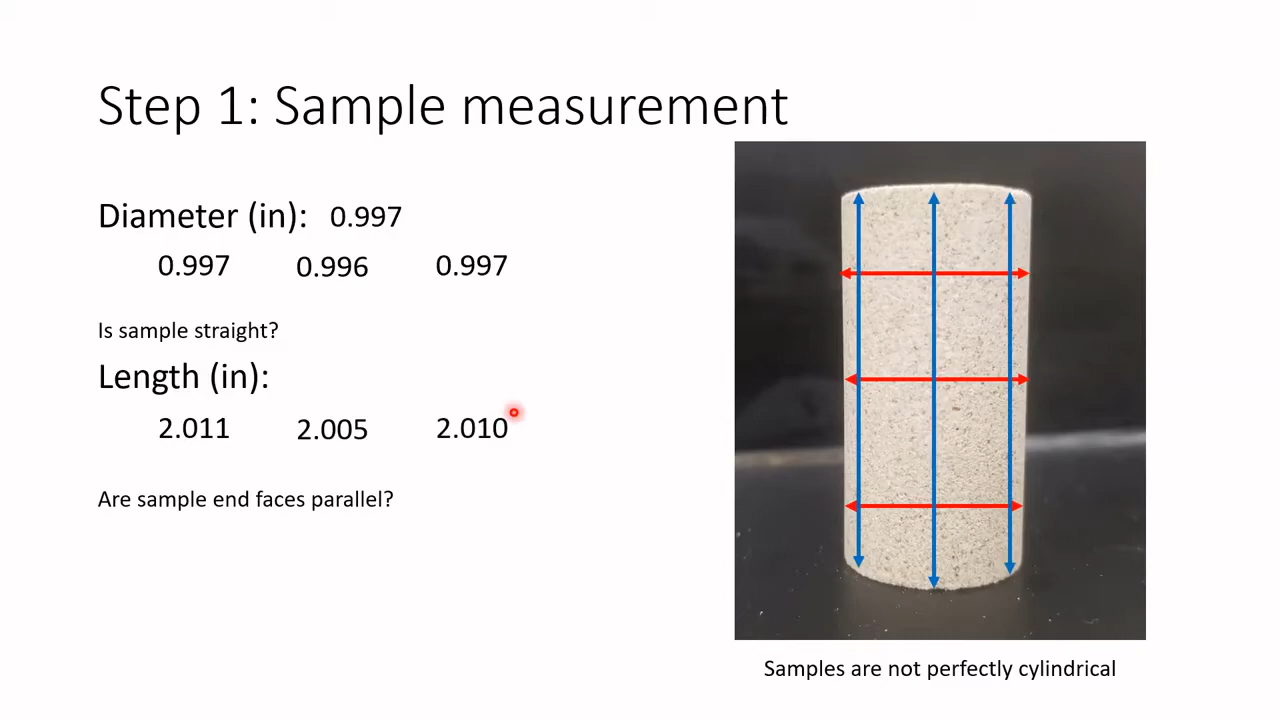 Step 1: Sample measurement
Diameter (in): 0.997
0.997 0.996 0.997
Is sample straight?
Length (in):
2.011 2.005 2.010
Are sample end faces parallel?
Samples are not perfectly cylindrical